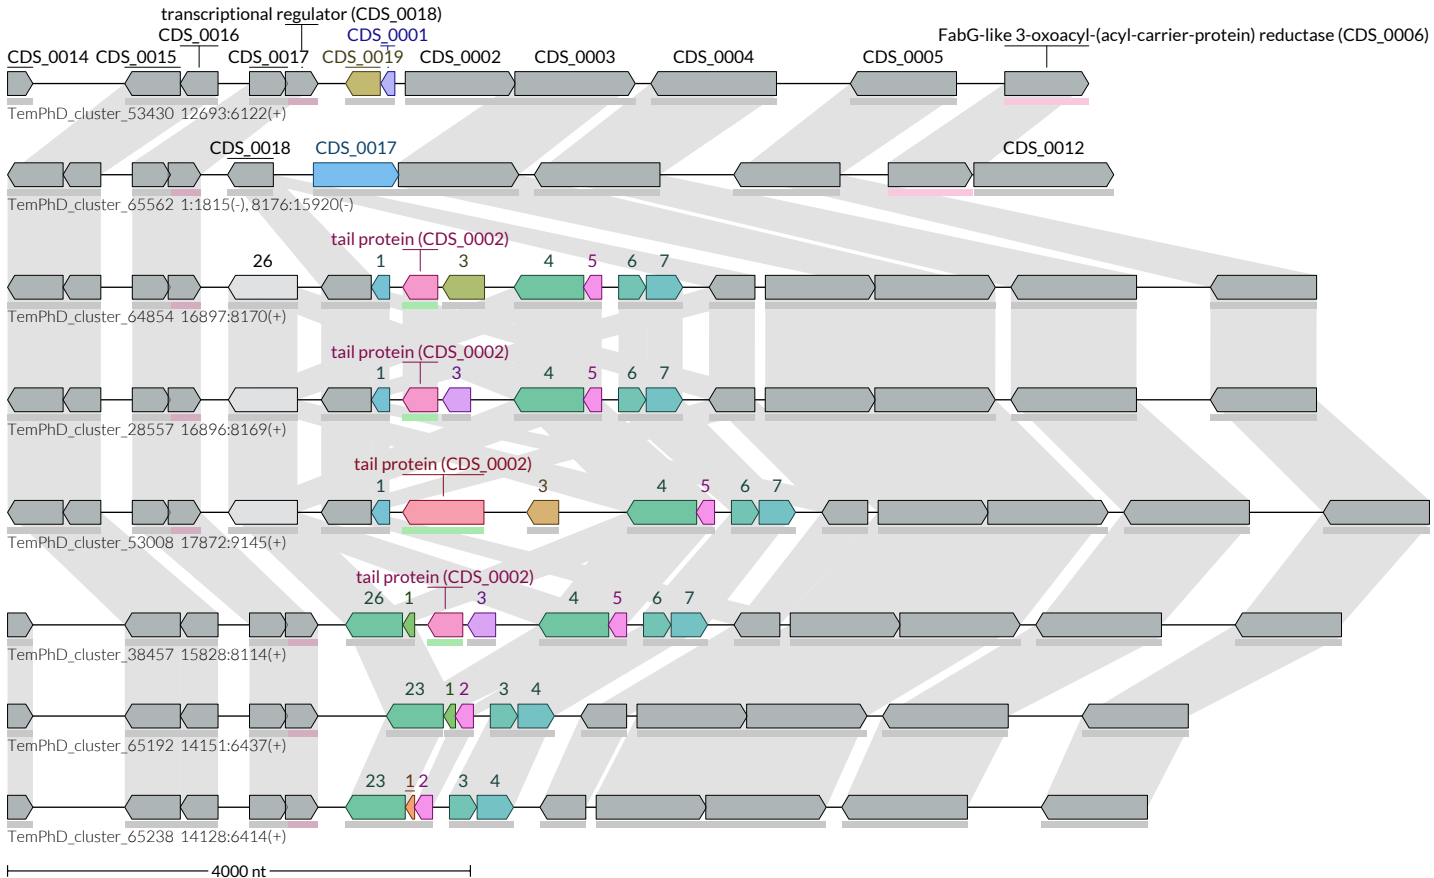 transcriptional regulator (CDS_0018)
CDS_0016 CDS_0001 FabG-like 3-oxoacyl-(acyl-carrier-protein) reductase (CDS_0006)
CDS_0014 CDS_0015 CDS_0017 CDS_0019 CDS_0002 CDS_0003 CDS_0004 CDS_0005
TemPhD_cluster_53430 12693:6122(+)
CDS_0018 CDS_0017 CDS_0012
TemPhD_cluster_65562 1:1815(-), 8176:15920(-)
tail protein (CDS_0002)
26 1 3 4 5 6 7
TemPhD_cluster_64854 16897:8170(+)
tail protein (CDS_0002)
1 3 4 5 6 7
TemPhD_cluster_28557 16896:8169(+)
tail protein (CDS_0002)
1 3 4 5 6 7
TemPhD_cluster_53008 17872:9145(+)
tail protein (CDS_0002)
26 1 3 4 5 6 7
TemPhD_cluster_38457 15828:8114(+)
23 1 2 3 4
TemPhD_cluster_65192 14151:6437(+)
23 1 2 3 4
TemPhD_cluster_65238 14128:6414(+)
4000 nt